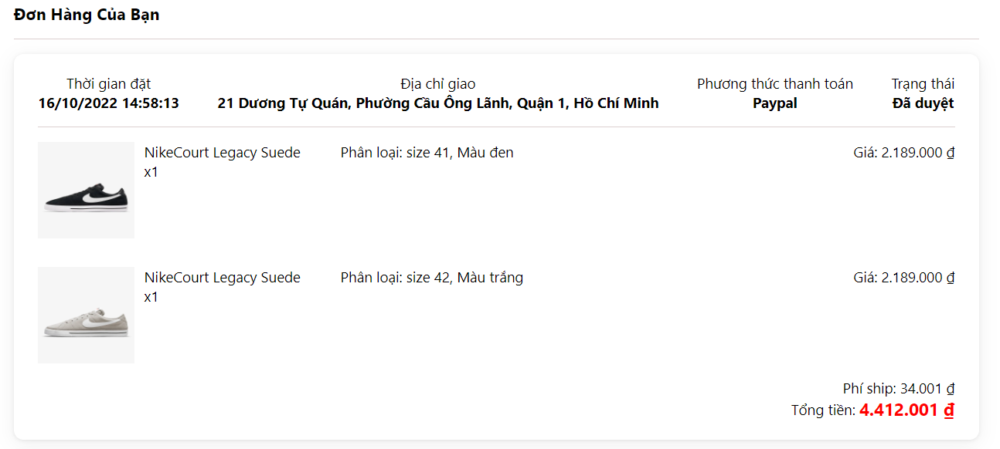 Đơn Hàng Của Bạn
Thời gian đặt
16/10/2022 14:58:13
Địa chỉ giao
21 Dương Tự Quán, Phường Cầu Ông Lãnh, Quận 1, Hồ Chí Minh
Phương thức thanh toán
Paypal
Trạng thái
Đã duyệt
NikeCourt Legacy Suede
x1
Phân loại: size 41, Màu đen
Giá: 2.189.000 ₫
NikeCourt Legacy Suede
x1
Phân loại: size 42, Màu trắng
Giá: 2.189.000 ₫
Phí ship: 34.001 ₫
Tổng tiền: 4.412.001 ₫